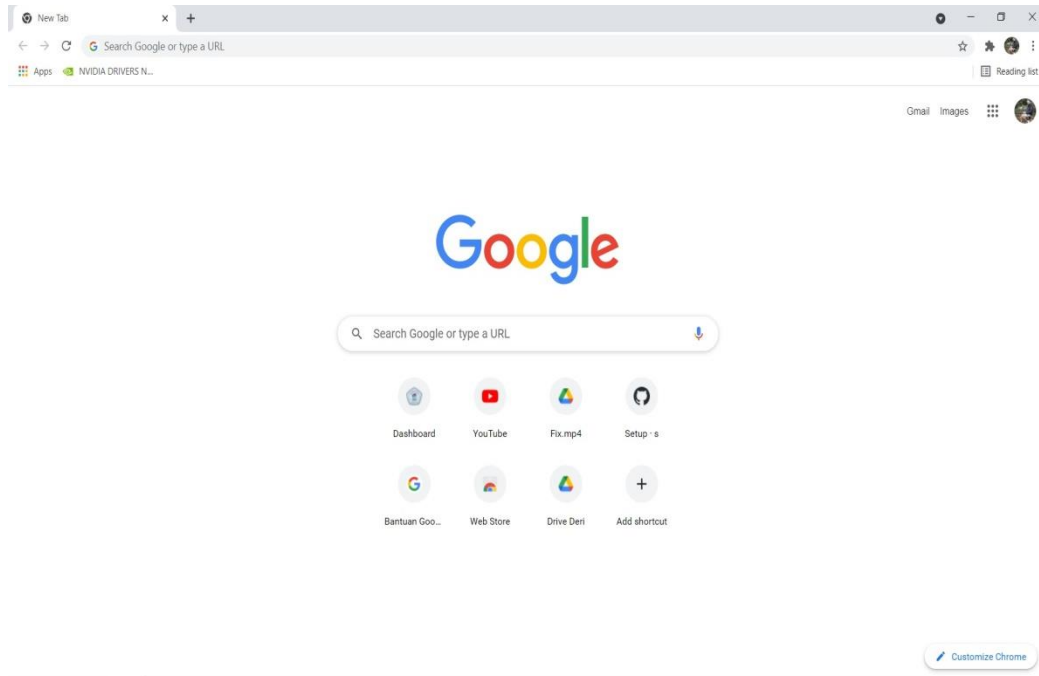 New Tab
Search Google or type a URL
Apps NVIDIA DRIVERS N...
Reading list
Gmail Images
Google
Search Google or type a URL
Dashboard YouTube Fix.mp4 Setup · s
Bantuan Goo... Web Store Drive Deri Add shortcut
Customize Chrome